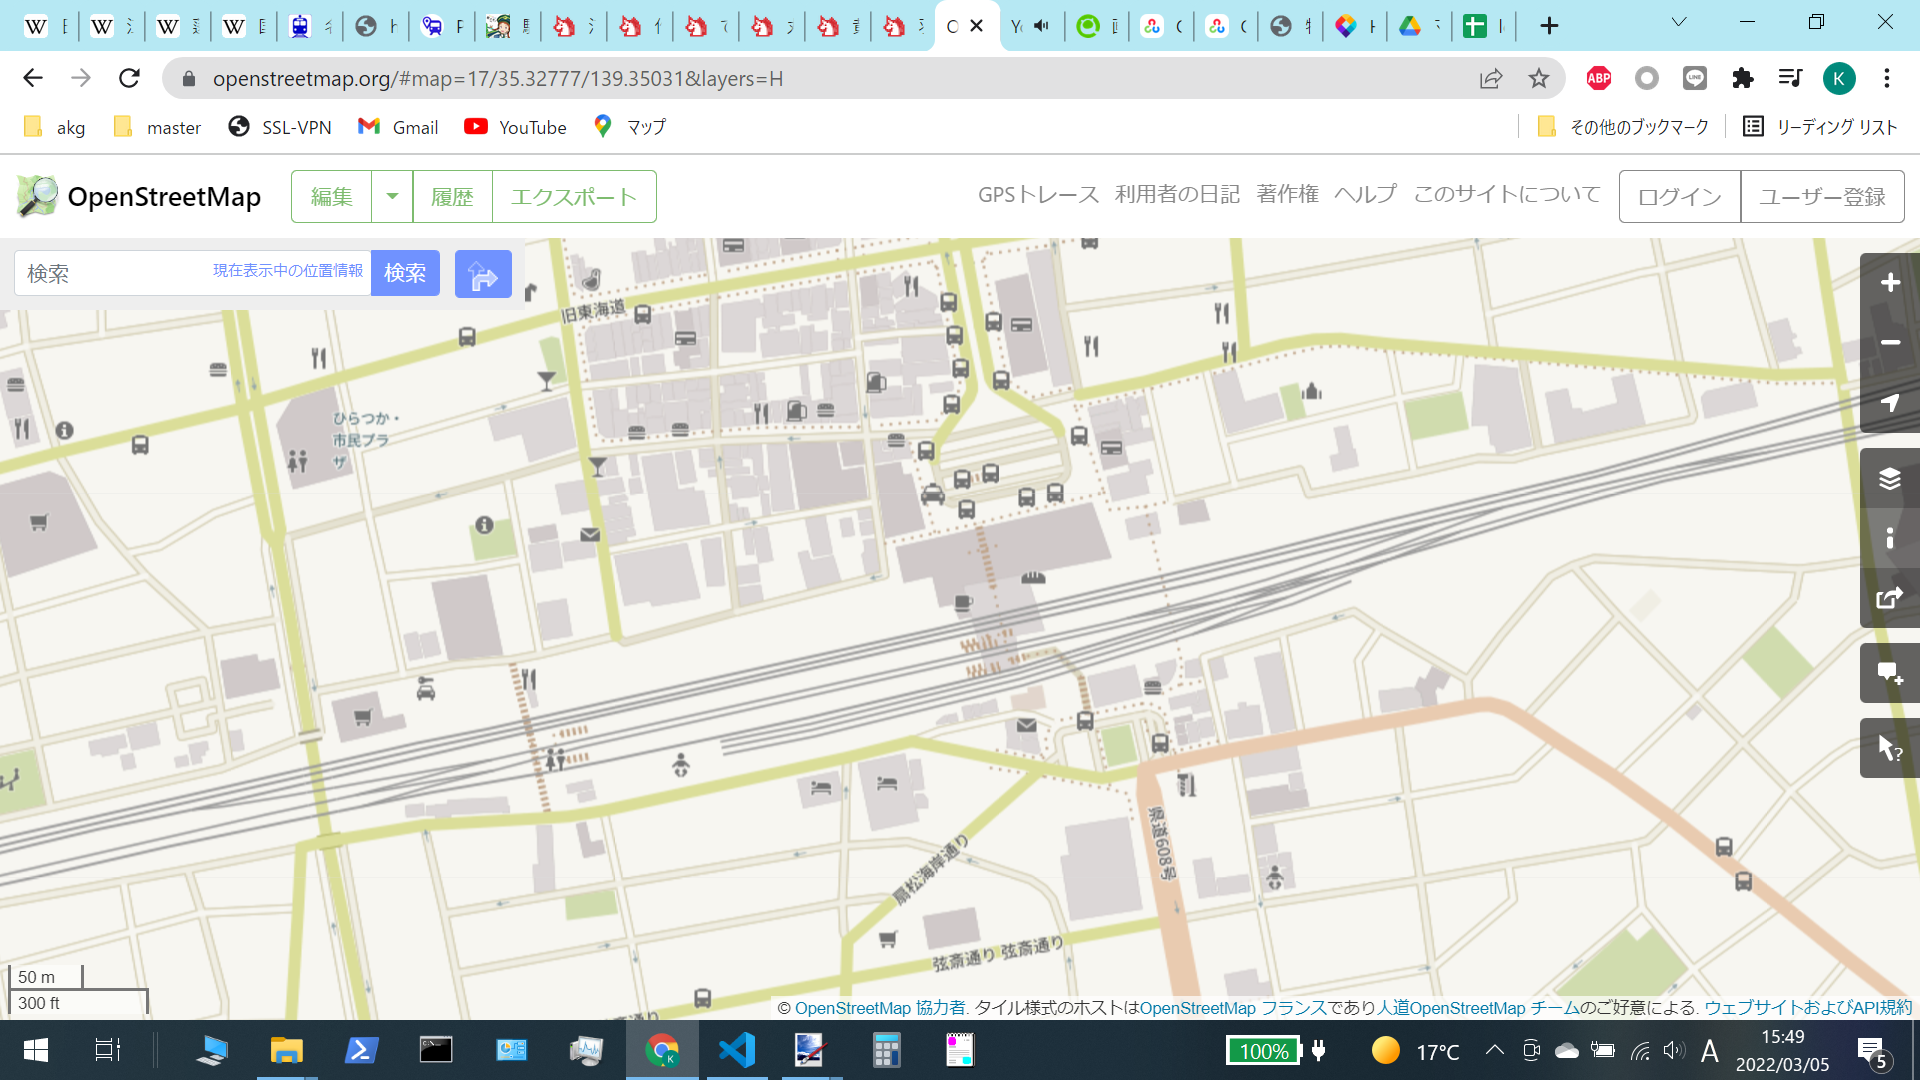 openstreetmap.org/#map=17/35.32777/139.35031&layers=H
ABP
LINE
K
akg
master
SSL-VPN
Gmail
YouTube
マップ
その他のブックマーク
リーディング リスト
OpenStreetMap
編集
履歴
エクスポート
GPSトレース
利用者の日記
著作権
ヘルプ
このサイトについて
ログイン
ユーザー登録
検索
現在表示中の位置情報
検索
旧東海道
ひらつか・
市民プラ
ザ
県道608号
扇松海岸通り
弦斎通り 弦斎通り
50 m
300 ft
© OpenStreetMap 協力者. タイル様式のホストはOpenStreetMap フランスであり人道OpenStreetMap チームのご好意による. ウェブサイトおよびAPI規約
100%
17°C
A
15:49
2022/03/05
5